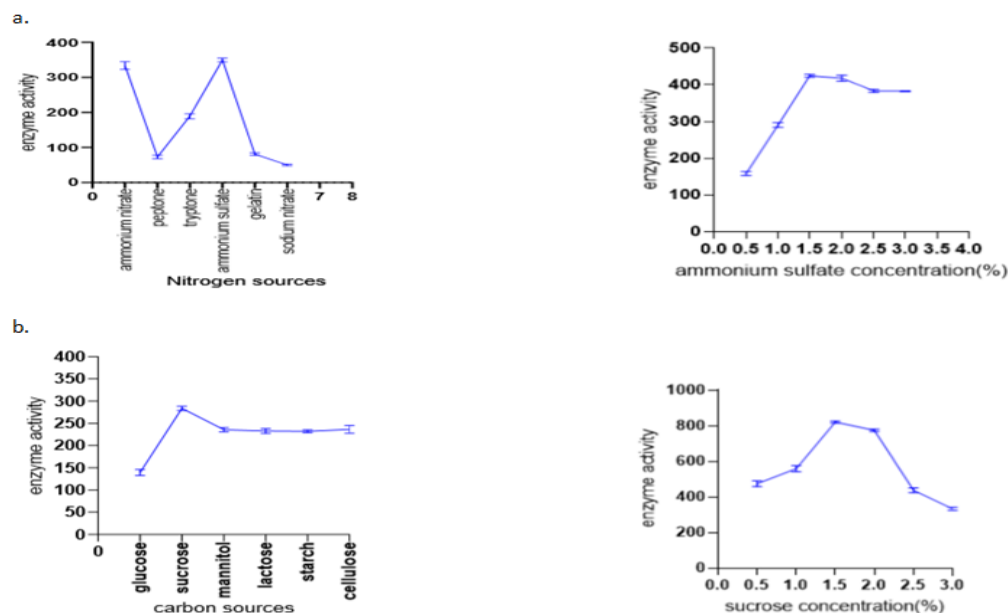 a.
400
300
200
100
0
enzyme activity
0
ammonium nitrate
peptone
tryptone
ammonium sulfate
gelatin
sodium nitrate
7
8
Nitrogen sources
500
400
300
200
100
0
enzyme activity
0.0 0.5 1.0 1.5 2.0 2.5 3.0 3.5 4.0
ammonium sulfate concentration(%)
b.
400
350
300
250
200
150
100
50
0
enzyme activity
0
glucose
sucrose
mannitol
lactose
starch
cellulose
carbon sources
1000
800
600
400
200
0
enzyme activity
0.0 0.5 1.0 1.5 2.0 2.5 3.0
sucrose concentration(%)